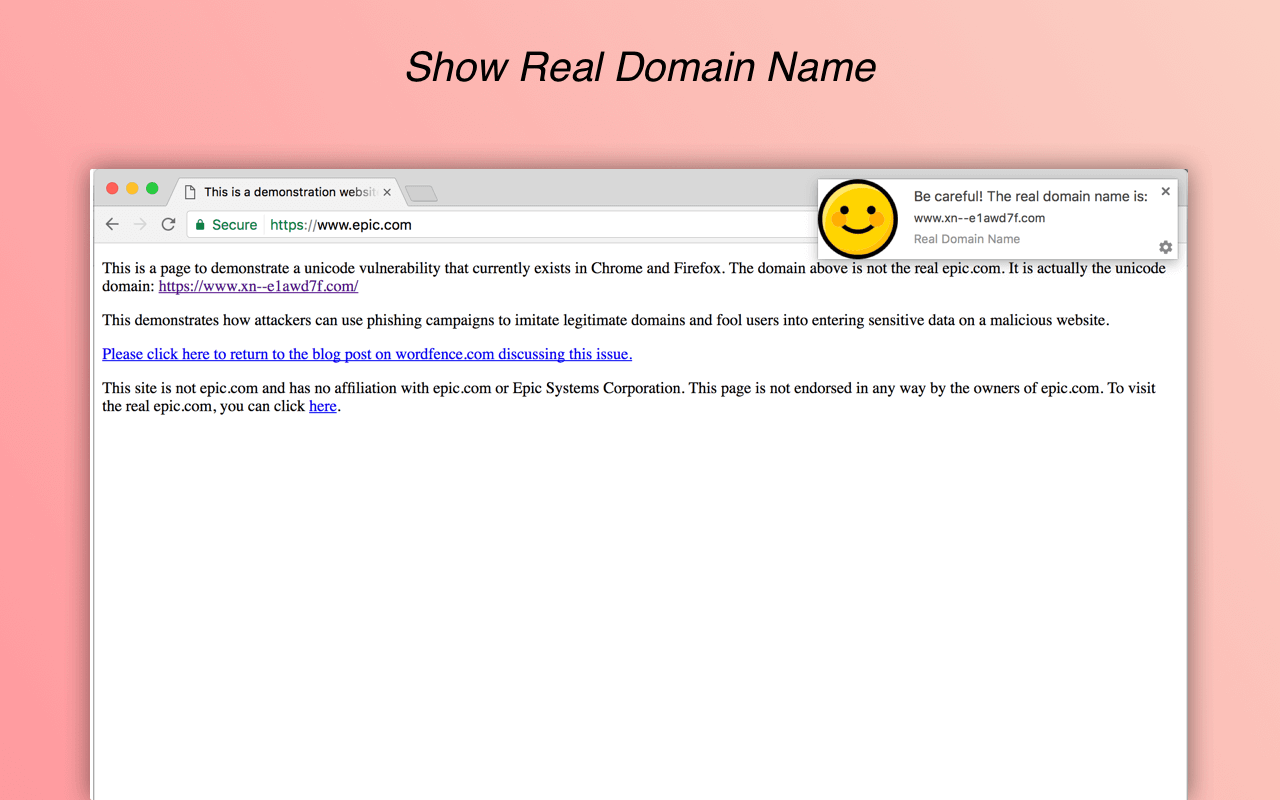 Show Real Domain Name
This is a demonstration websit
Be careful! The real domain name is:
www.xn--e1awd7f.com
Real Domain Name
Secure https://www.epic.com
This is a page to demonstrate a unicode vulnerability that currently exists in Chrome and Firefox. The domain above is not the real epic.com. It is actually the unicode
domain: https://www.xn--e1awd7f.com/
This demonstrates how attackers can use phishing campaigns to imitate legitimate domains and fool users into entering sensitive data on a malicious website.
Please click here to return to the blog post on wordfence.com discussing this issue.
This site is not epic.com and has no affiliation with epic.com or Epic Systems Corporation. This page is not endorsed in any way by the owners of epic.com. To visit
the real epic.com, you can click here.